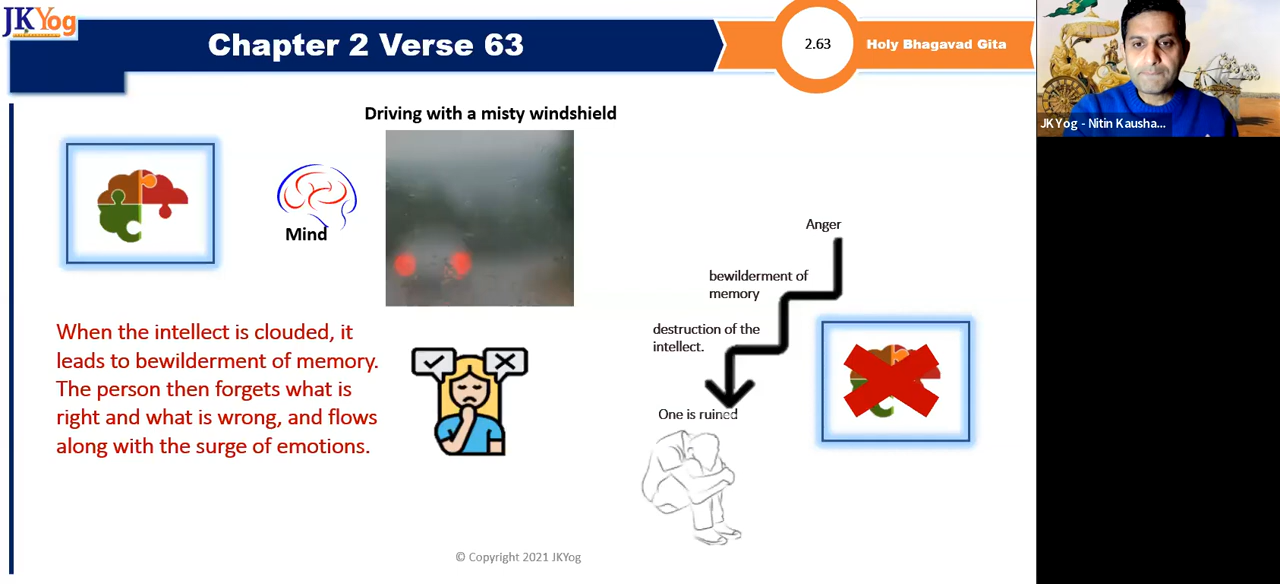 JKYog
Chapter 2 Verse 63
2.63
Holy Bhagavad Gita
JKYog - Nitin Kausha...
Driving with a misty windshield
Mind
Anger
bewilderment of
memory
destruction of the
intellect.
One is ruined
When the intellect is clouded, it
leads to bewilderment of memory.
The person then forgets what is
right and what is wrong, and flows
along with the surge of emotions.
© Copyright 2021 JKYog